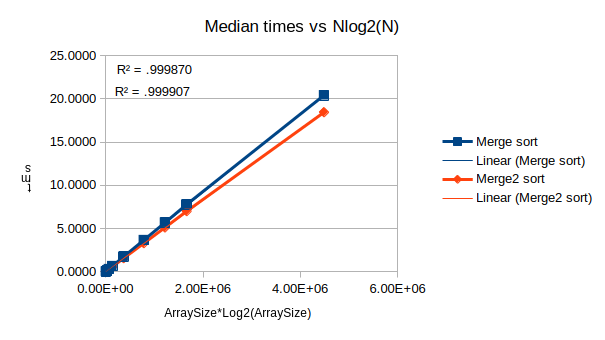 Median times vs Nlog2(N)
25.0000
20.0000
15.0000
10.0000
5.0000
0.0000
R² = .999870
R² = .999907
0.00E+00
2.00E+06
4.00E+06
6.00E+06
ArraySize*Log2(ArraySize)
Merge sort
Linear (Merge sort)
Merge2 sort
Linear (Merge2 sort)